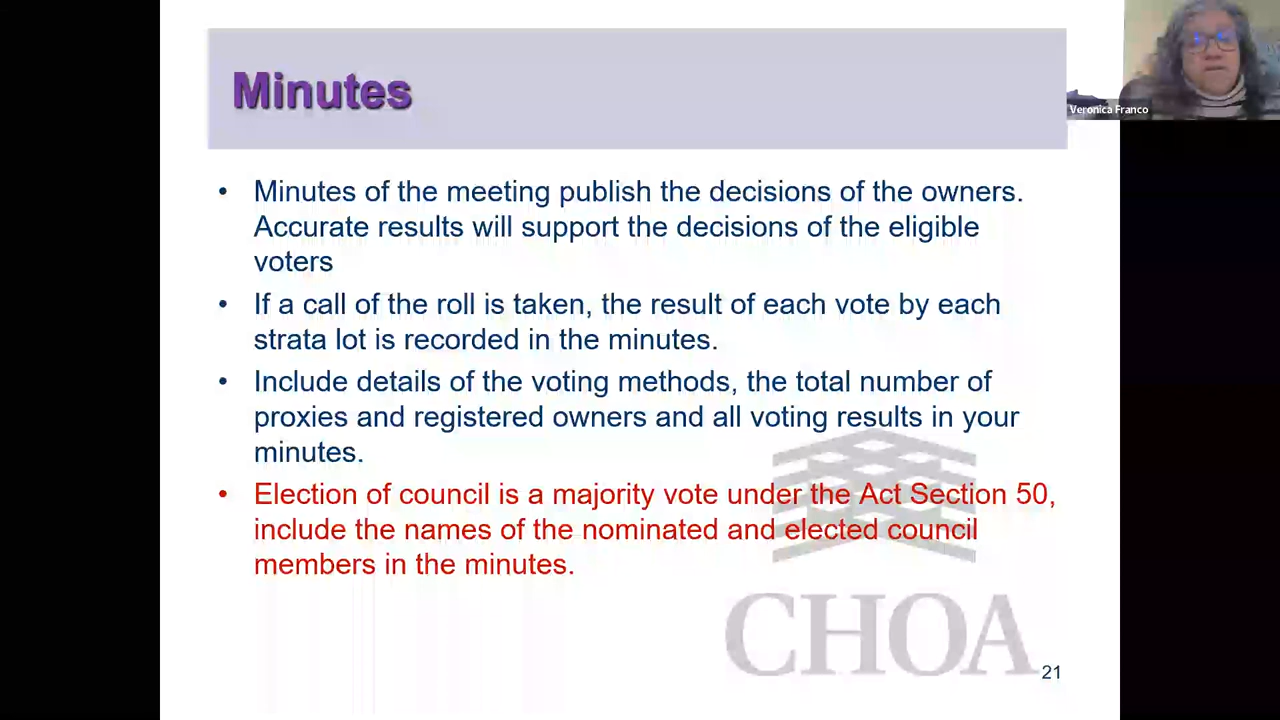 Minutes
Veronica Franco
• Minutes of the meeting publish the decisions of the owners.
Accurate results will support the decisions of the eligible
voters
• If a call of the roll is taken, the result of each vote by each
strata lot is recorded in the minutes.
• Include details of the voting methods, the total number of
proxies and registered owners and all voting results in your
minutes.
• Election of council is a majority vote under the Act Section 50,
include the names of the nominated and elected council
members in the minutes.
CHOA
21